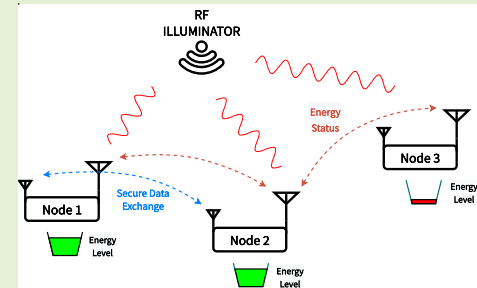 RF
ILLUMINATOR
Energy
Status
Node 3
Energy
Level
Secure Data
Exchange
Node 1
Energy
Level
Node 2
Energy
Level